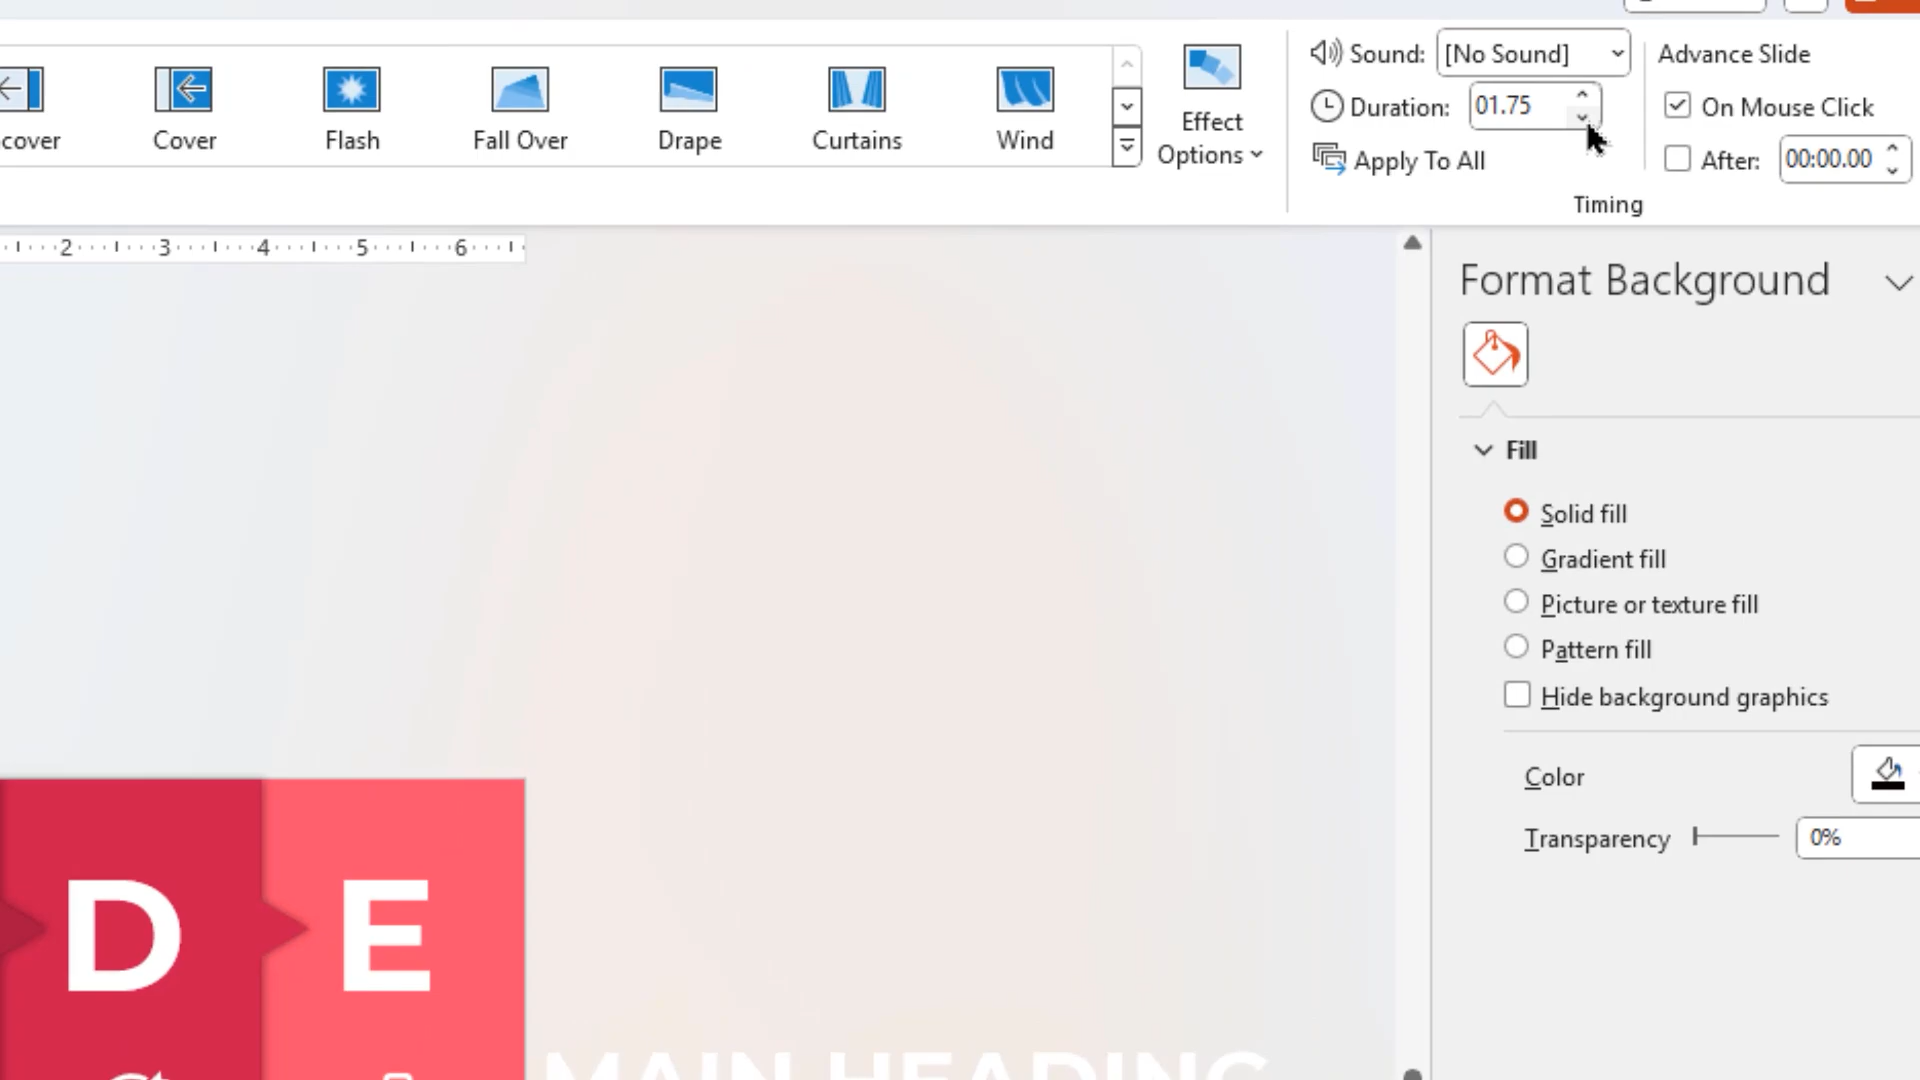 Sound: [No Sound] Advance Slide
Duration: 01.75 On Mouse Click
Apply To All After: 00:00.00
Timing
cover Cover Flash Fall Over Drape Curtains Wind
Effect
Options
2 3 4 5 6
Format Background
Fill
Solid fill
Gradient fill
Picture or texture fill
Pattern fill
Hide background graphics
Color
Transparency 0%
D E
MAIN HEADING